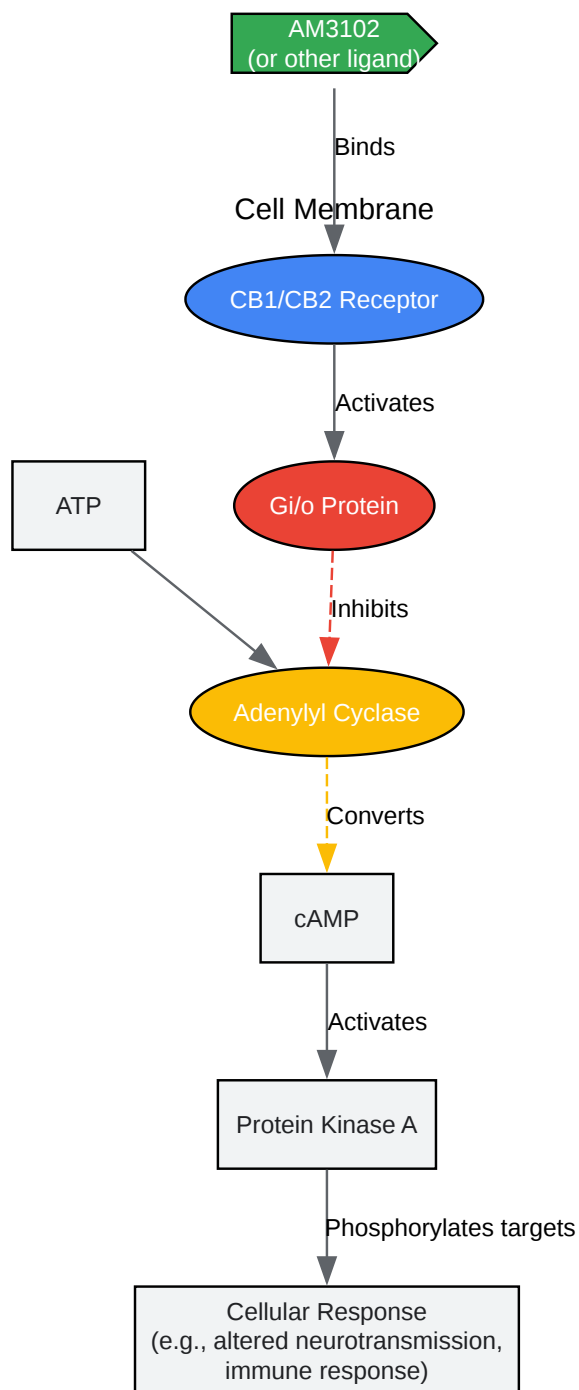 AM3102
(or other ligand)
Binds
Cell Membrane
CB1/CB2 Receptor
Activates
ATP
Gi/o Protein
Inhibits
Adenylyl Cyclase
Converts
cAMP
Activates
Protein Kinase A
Phosphorylates targets
Cellular Response
(e.g., altered neurotransmission,
immune response)